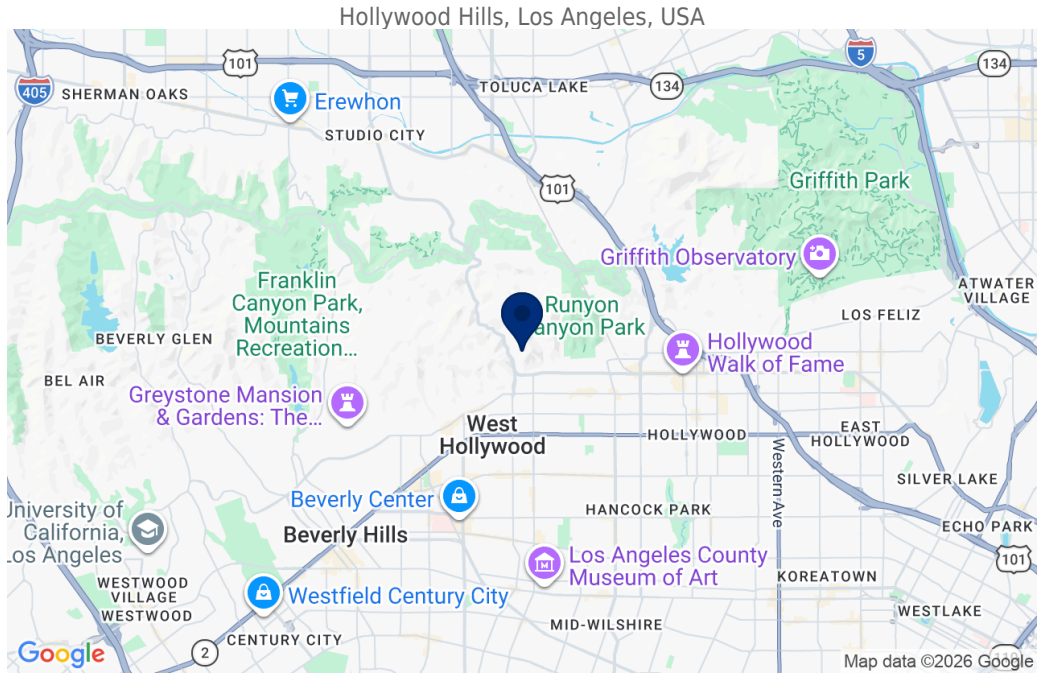 Hollywood Hills, Los Angeles, USA
101
5
134
405
SHERMAN OAKS
TOLUCA LAKE
134
Erewhon
STUDIO CITY
101
Griffith Park
Griffith Observatory
Franklin
Canyon Park,
Mountains
Recreation...
Runyon
anyon Park
ATWATER
VILLAGE
LOS FELIZ
BEVERLY GLEN
Hollywood
Walk of Fame
BEL AIR
Greystone Mansion
& Gardens: The...
West
Hollywood
HOLLYWOOD
EAST
HOLLYWOOD
Western Ave
SILVER LAKE
Beverly Center
University of
California,
Los Angeles
HANCOCK PARK
ECHO PARK
Beverly Hills
101
Los Angeles County
Museum of Art
KOREATOWN
WESTWOOD
VILLAGE
WESTWOOD
Westfield Century City
WESTLAKE
MID-WILSHIRE
CENTURY CITY
2
Google
110
Map data ©2026 Google